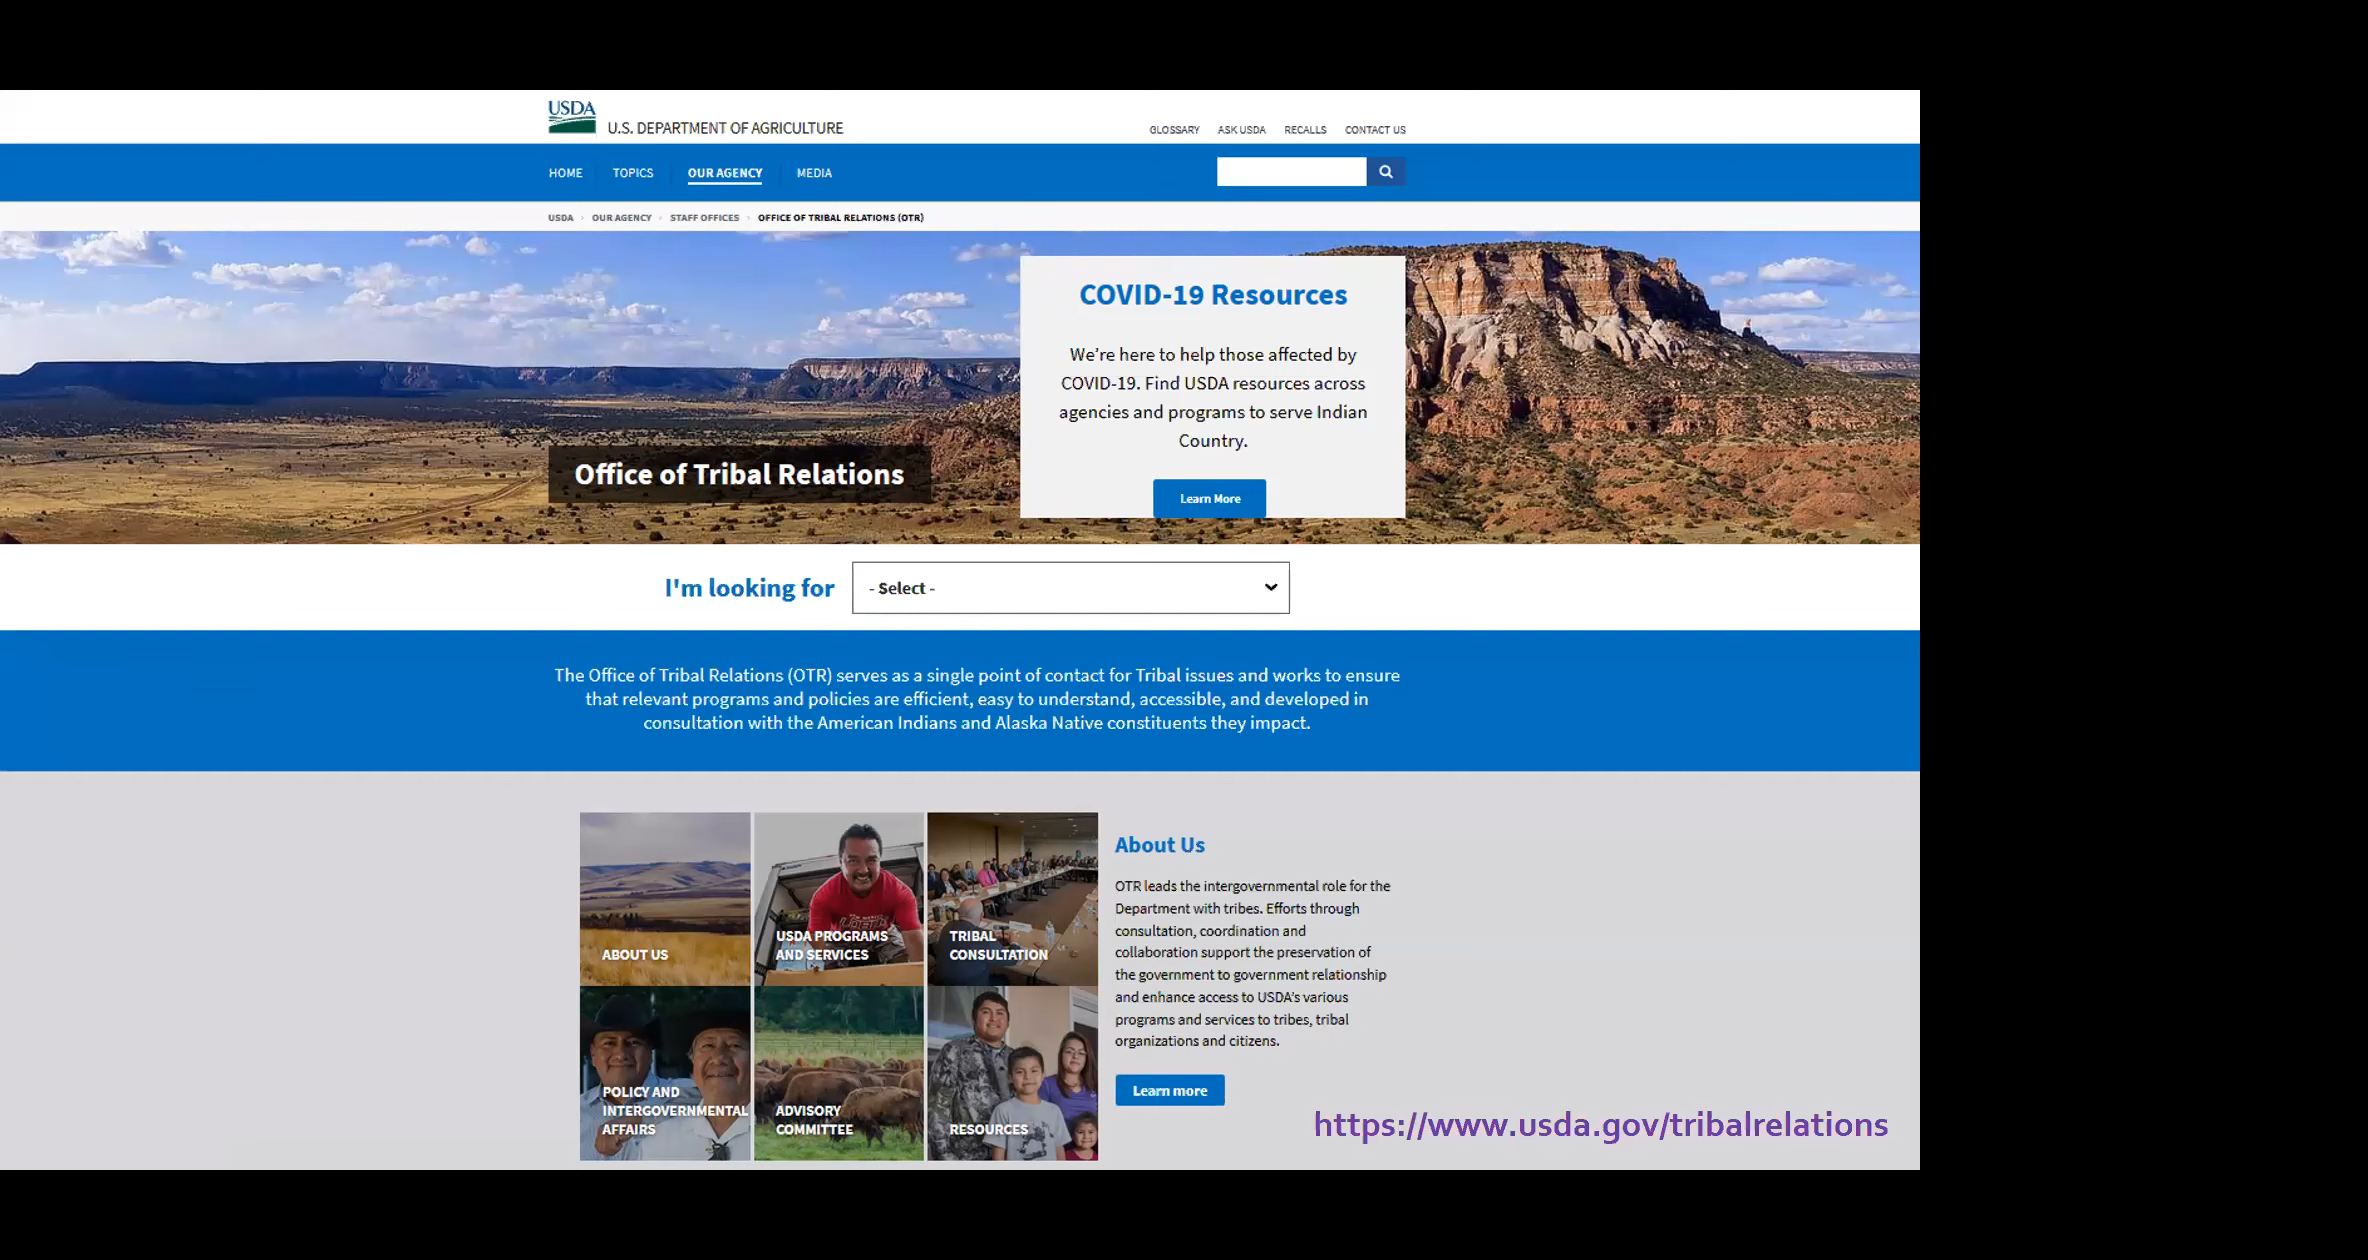 USDA
U.S. DEPARTMENT OF AGRICULTURE
GLOSSARY ASK USDA RECALLS CONTACT US
HOME TOPICS OUR AGENCY MEDIA
USDA › OUR AGENCY › STAFF OFFICES › OFFICE OF TRIBAL RELATIONS (OTR)
COVID-19 Resources
We’re here to help those affected by
COVID-19. Find USDA resources across
agencies and programs to serve Indian
Country.
Learn More
Office of Tribal Relations
I'm looking for
- Select -
The Office of Tribal Relations (OTR) serves as a single point of contact for Tribal issues and works to ensure
that relevant programs and policies are efficient, easy to understand, accessible, and developed in
consultation with the American Indians and Alaska Native constituents they impact.
ABOUT US
USDA PROGRAMS
AND SERVICES
TRIBAL
CONSULTATION
POLICY AND
INTERGOVERNMENTAL
AFFAIRS
ADVISORY
COMMITTEE
RESOURCES
About Us
OTR leads the intergovernmental role for the
Department with tribes. Efforts through
consultation, coordination and
collaboration support the preservation of
the government to government relationship
and enhance access to USDA’s various
programs and services to tribes, tribal
organizations and citizens.
Learn more
https://www.usda.gov/tribalrelations